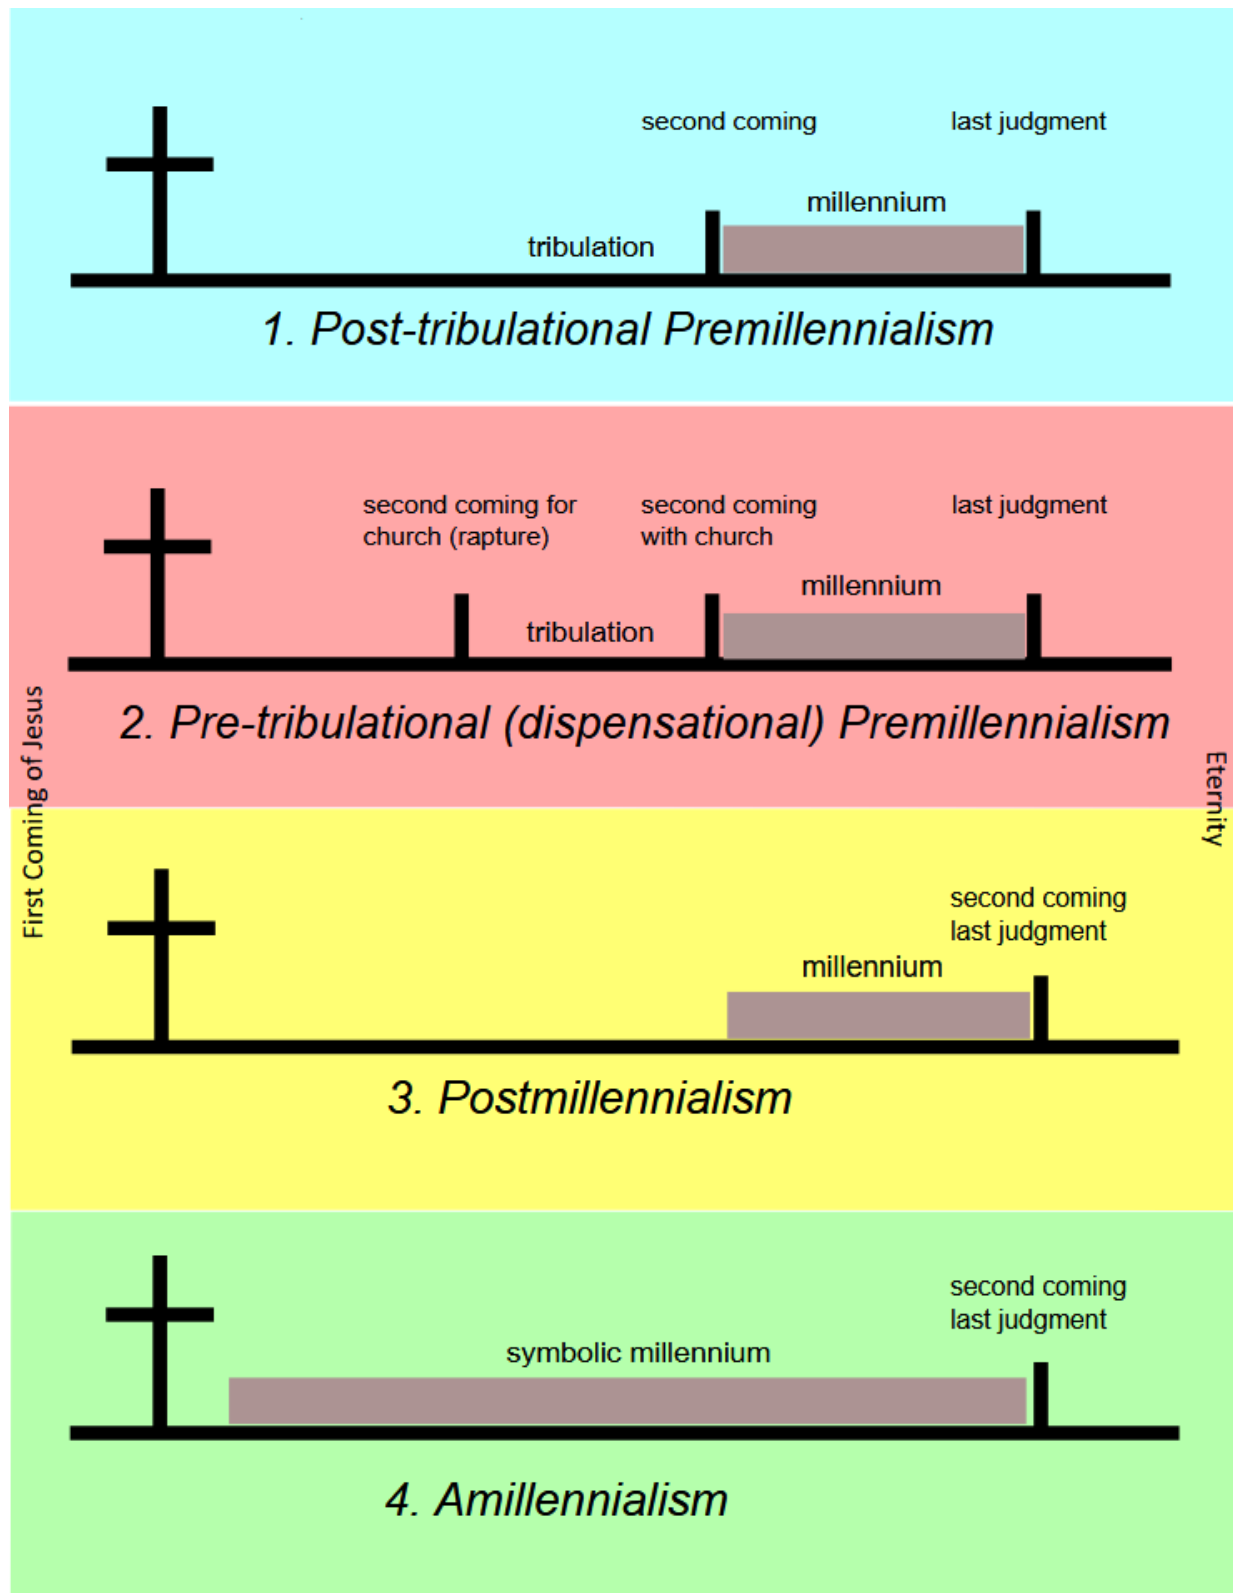 second coming
last judgment
millennium
tribulation
1. Post-tribulational Premillennialism
second coming for
church (rapture)
second coming
with church
last judgment
millennium
tribulation
2. Pre-tribulational (dispensational) Premillennialism
First Coming of Jesus
Eternity
second coming
last judgment
millennium
3. Postmillennialism
second coming
last judgment
symbolic millennium
4. Amillennialism